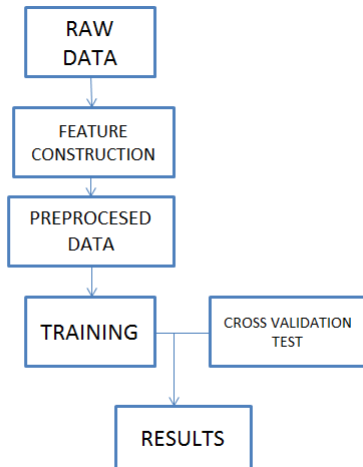 RAW
DATA
FEATURE
CONSTRUCTION
PREPROCESED
DATA
TRAINING
CROSS VALIDATION
TEST
RESULTS